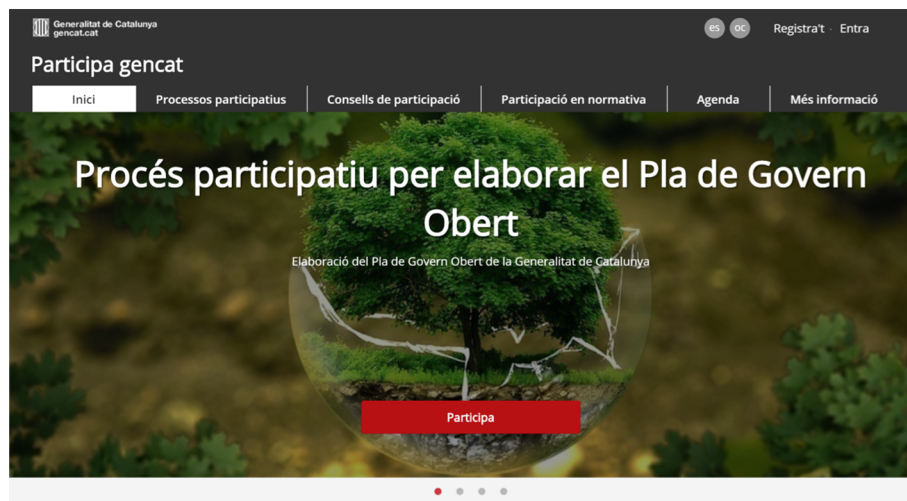 Generalitat de Catalunya
gencat.cat
es oc Registra't · Entra
Participa gencat
Inici Processos participatius Consells de participació Participació en normativa Agenda Més informació
Procés participatiu per elaborar el Pla de Govern
Obert
Elaboració del Pla de Govern Obert de la Generalitat de Catalunya
Participa